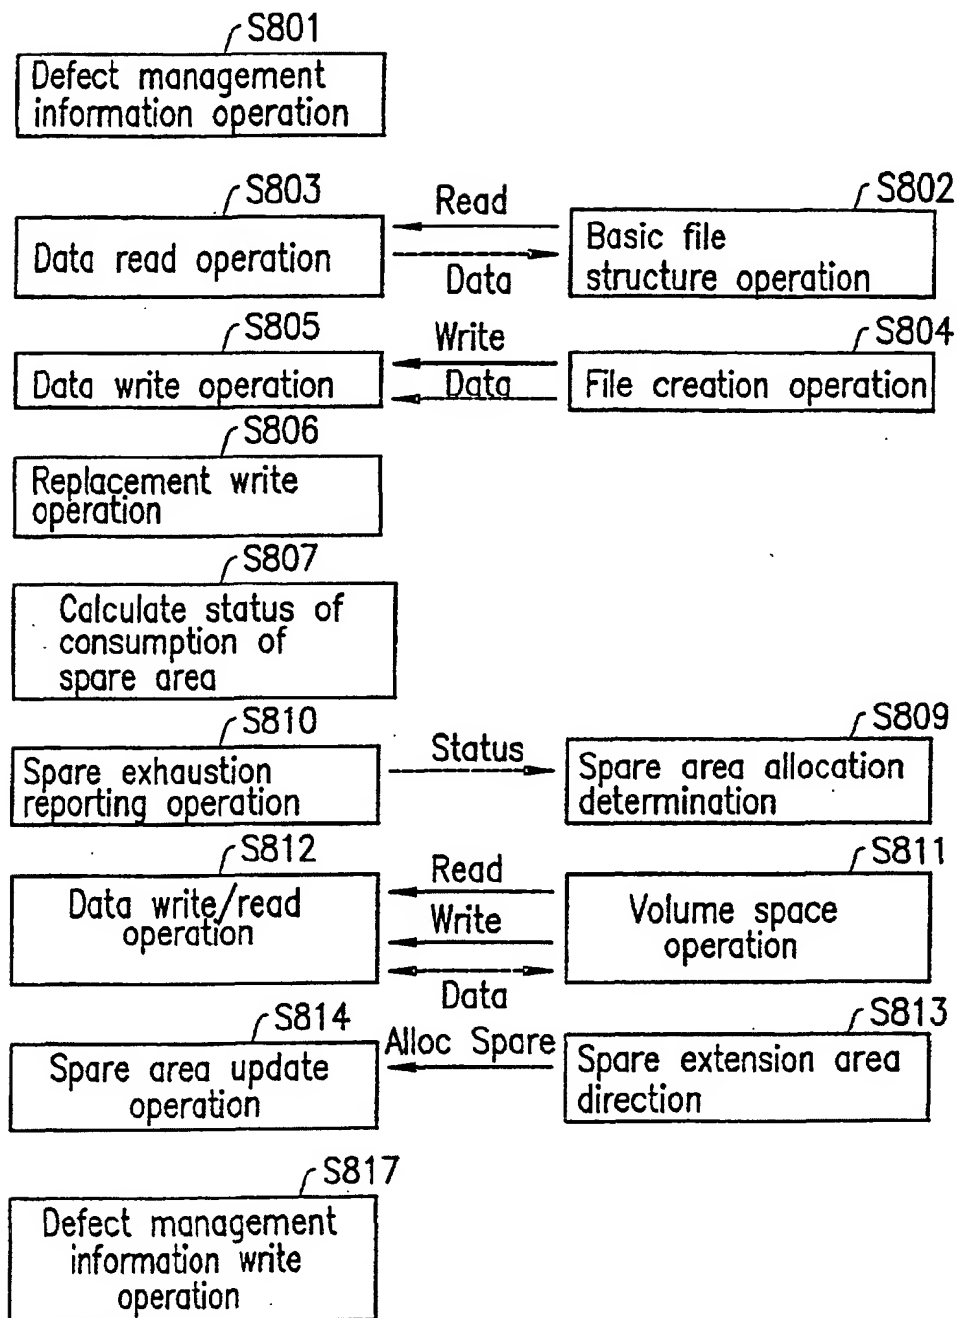 S801
Defect management
information operation
S803
Data read operation
Read
Data
S802
Basic file
structure operation
S805
Data write operation
Write
Data
S804
File creation operation
S806
Replacement write
operation
S807
Calculate status of
consumption of
spare area
S810
Spare exhaustion
reporting operation
Status
S809
Spare area allocation
determination
S812
Data write/read
operation
Read
Write
Data
S811
Volume space
operation
S814
Spare area update
operation
Alloc Spare
S813
Spare extension area
direction
S817
Defect management
information write
operation